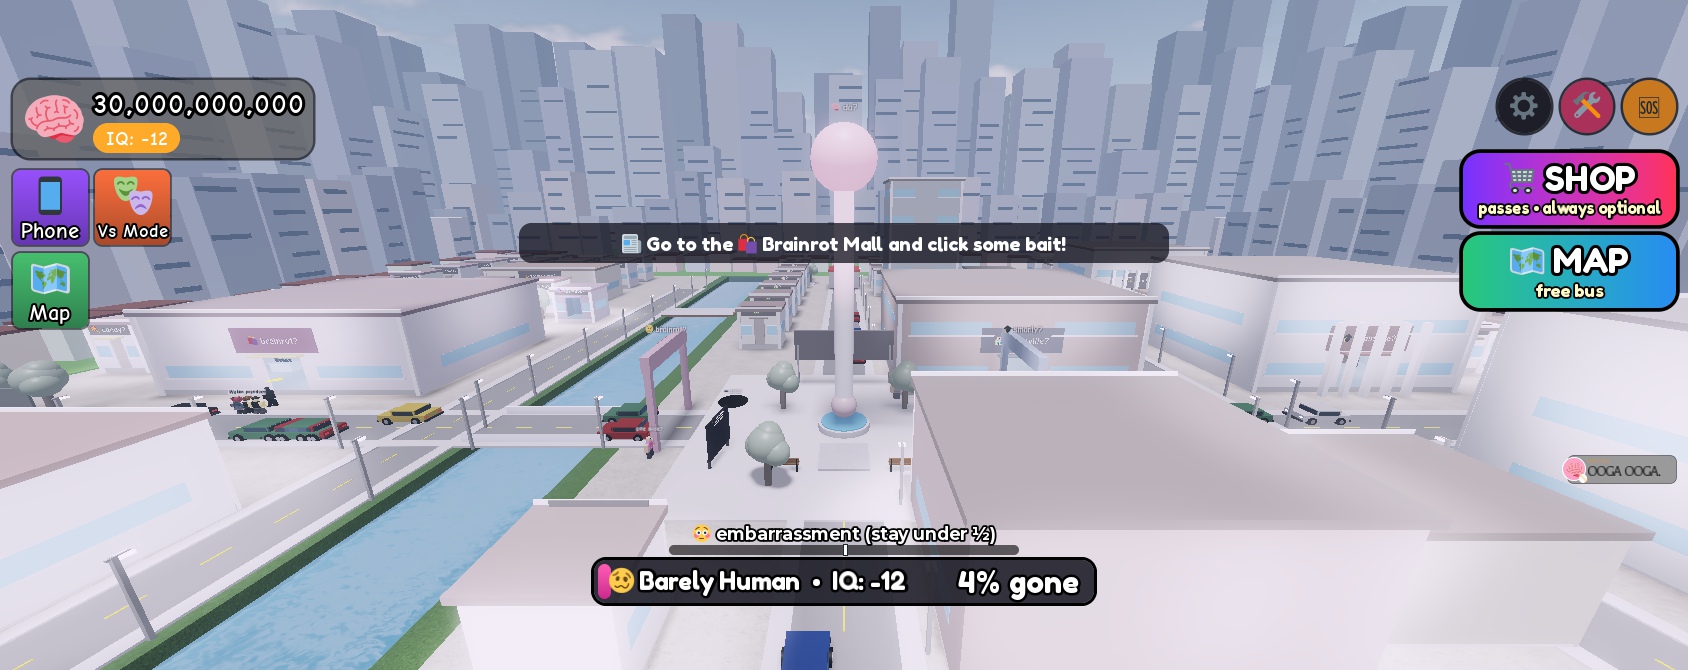 30,000,000,000
IQ: -12
Phone
Vs Mode
Map
SOS
SHOP
passes • always optional
MAP
free bus
Go to the Brainrot Mall and click some bait!
brainrot?
brainrot?
OOGA OOGA.
embarrassment (stay under ½)
Barely Human • IQ: -12
4% gone